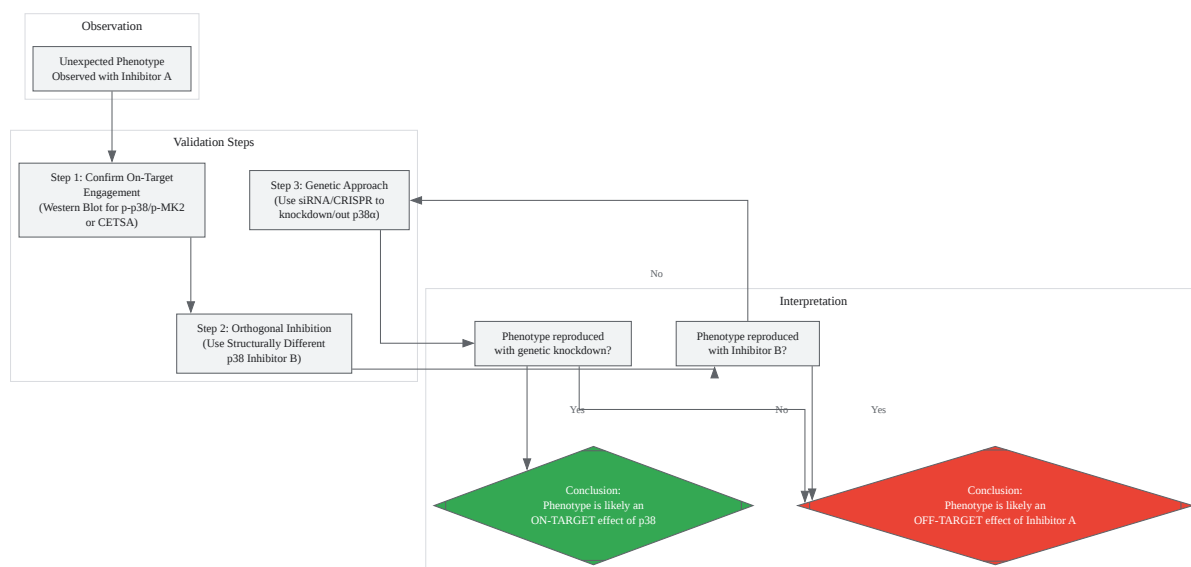 Observation
Unexpected Phenotype
Observed with Inhibitor A
Validation Steps
Step 1: Confirm On-Target
Engagement
(Western Blot for p-p38/p-MK2
or CETSA)
Step 3: Genetic Approach
(Use siRNA/CRISPR to
knockdown/out p38α)
Step 2: Orthogonal Inhibition
(Use Structurally Different
p38 Inhibitor B)
No
Interpretation
Phenotype reproduced
with genetic knockdown?
Phenotype reproduced
with Inhibitor B?
Yes
No
Yes
Conclusion:
Phenotype is likely an
ON-TARGET effect of p38
Conclusion:
Phenotype is likely an
OFF-TARGET effect of Inhibitor A